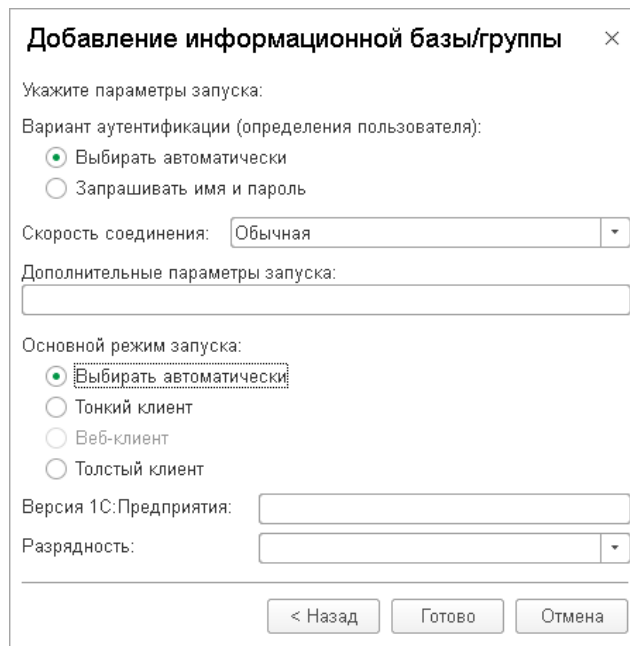 Добавление информационной базы/группы
Укажите параметры запуска:
Вариант аутентификации (определения пользователя):
Выбирать автоматически
Запрашивать имя и пароль
Скорость соединения: Обычная
Дополнительные параметры запуска:
Основной режим запуска:
Выбирать автоматически
Тонкий клиент
Веб-клиент
Толстый клиент
Версия 1С:Предприятия:
Разрядность:
< Назад Готово Отмена